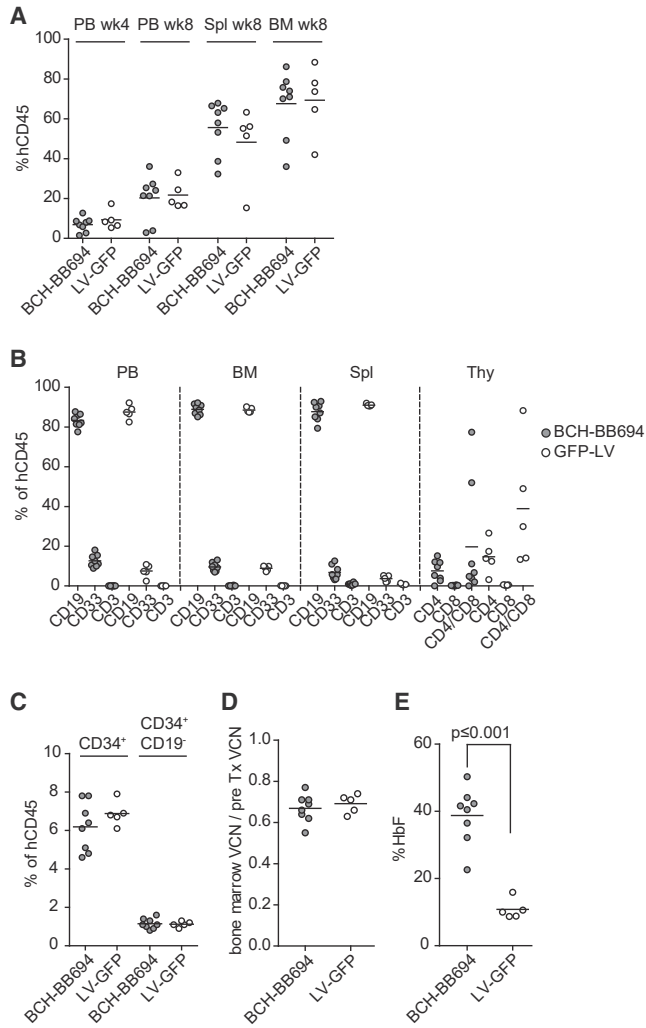 A
PB wk4 PB wk8 Spl wk8 BM wk8
%hCD45
100
80
60
40
20
0
BCH-BB694 LV-GFP BCH-BB694 LV-GFP BCH-BB694 LV-GFP BCH-BB694 LV-GFP
B
PB BM Spl Thy
% of hCD45
100
80
60
40
20
0
BCH-BB694
GFP-LV
CD19 CD33 CD3 CD19 CD33 CD3 CD19 CD33 CD3 CD19 CD33 CD3 CD19 CD33 CD3 CD19 CD33 CD3 CD4 CD8 CD4/CD8 CD4 CD8 CD4/CD8
C
CD34⁺
CD34⁺
CD19⁻
% of hCD45
10
8
6
4
2
0
BCH-BB694 LV-GFP BCH-BB694 LV-GFP
D
bone marrow VCN / pre Tx VCN
1.0
0.8
0.6
0.4
0.2
0.0
BCH-BB694 LV-GFP
E
p≤0.001
%HbF
60
40
20
0
BCH-BB694 LV-GFP